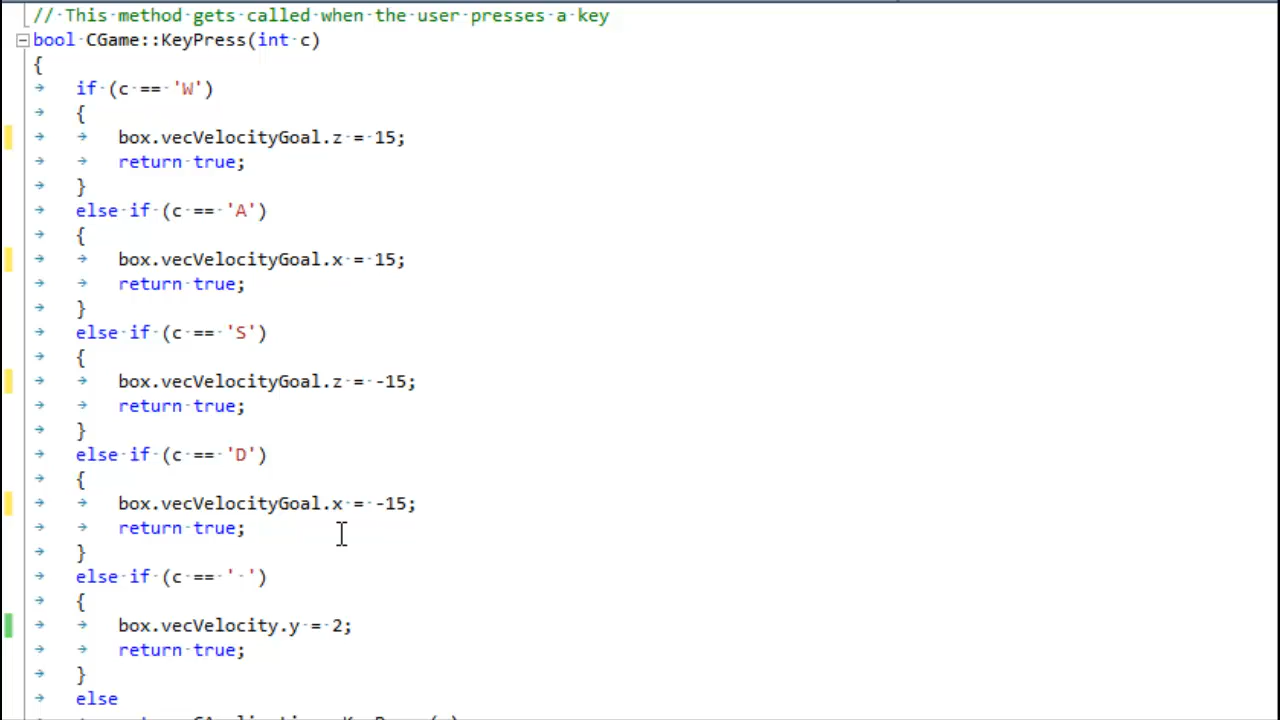 // This method gets called when the user presses a key
bool CGame::KeyPress(int c)
{
if (c == 'W')
{
box.vecVelocityGoal.z = 15;
return true;
}
else if (c == 'A')
{
box.vecVelocityGoal.x = 15;
return true;
}
else if (c == 'S')
{
box.vecVelocityGoal.z = -15;
return true;
}
else if (c == 'D')
{
box.vecVelocityGoal.x = -15;
return true;
}
else if (c == ' ')
{
box.vecVelocity.y = 2;
return true;
}
else